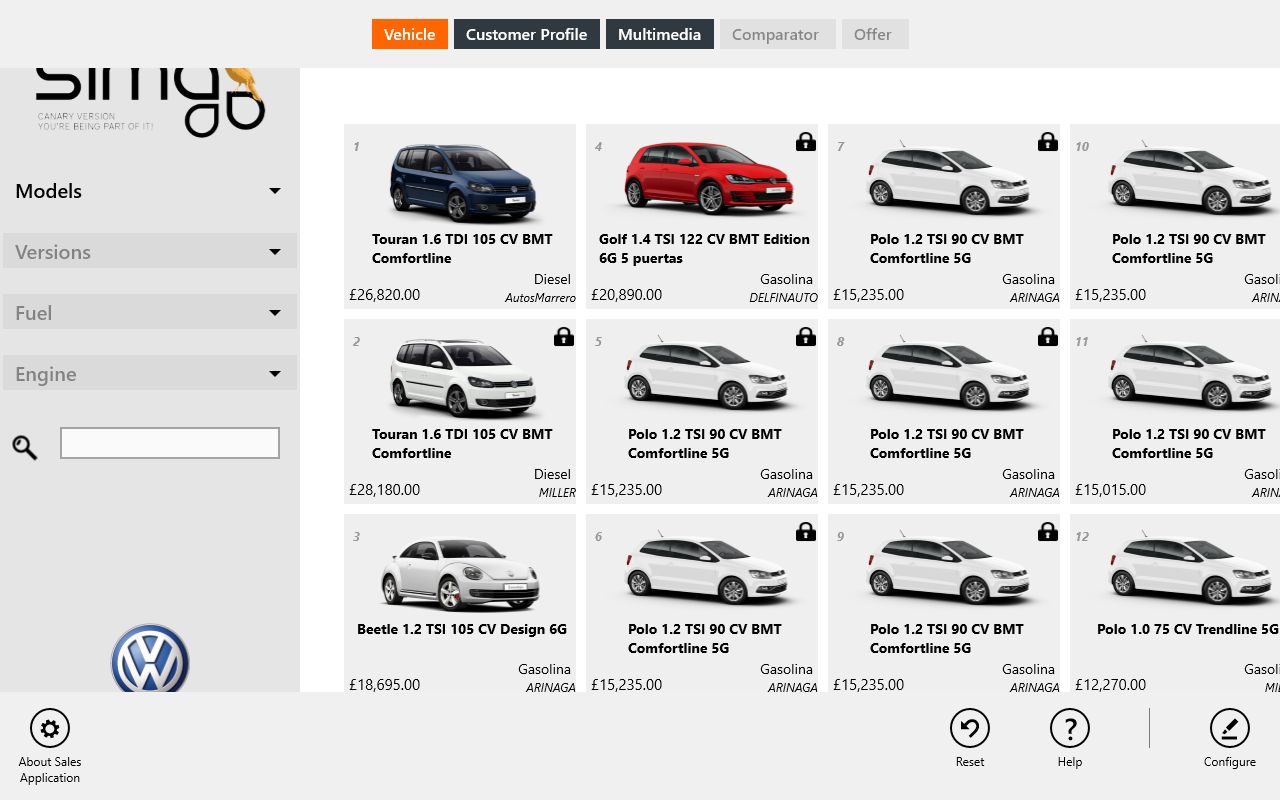 Vehicle
Customer Profile
Multimedia
Comparator
Offer
simgo
CANARY VERSION
YOU'RE BEING PART OF IT!
Models
Versions
Fuel
Engine
1
Touran 1.6 TDI 105 CV BMT
Comfortline
Diesel
£26,820.00
AutosMarrero
4
Golf 1.4 TSI 122 CV BMT Edition
6G 5 puertas
Gasolina
£20,890.00
DELFINAUTO
7
Polo 1.2 TSI 90 CV BMT
Comfortline 5G
Gasolina
£15,235.00
ARINAGA
10
Polo 1.2 TSI 90 CV BMT
Comfortline 5G
Gasol
£15,235.00
ARIN
2
Touran 1.6 TDI 105 CV BMT
Comfortline
Diesel
£28,180.00
MILLER
5
Polo 1.2 TSI 90 CV BMT
Comfortline 5G
Gasolina
£15,235.00
ARINAGA
8
Polo 1.2 TSI 90 CV BMT
Comfortline 5G
Gasolina
£15,235.00
ARINAGA
11
Polo 1.2 TSI 90 CV BMT
Comfortline 5G
Gasol
£15,015.00
ARIN
3
Beetle 1.2 TSI 105 CV Design 6G
Gasolina
£18,695.00
ARINAGA
6
Polo 1.2 TSI 90 CV BMT
Comfortline 5G
Gasolina
£15,235.00
ARINAGA
9
Polo 1.2 TSI 90 CV BMT
Comfortline 5G
Gasolina
£15,235.00
ARINAGA
12
Polo 1.0 75 CV Trendline 5G
Gasol
£12,270.00
MI
About Sales
Application
Reset
Help
Configure